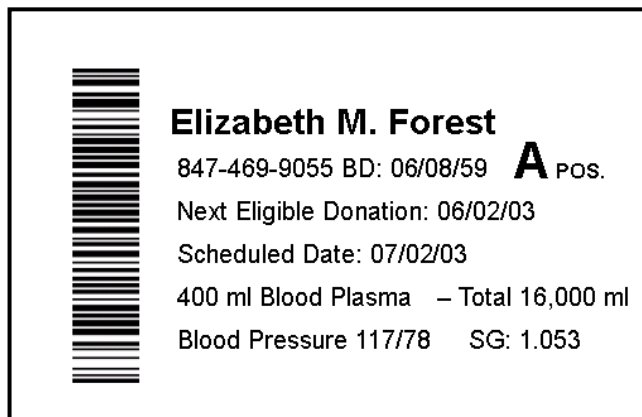 Elizabeth M. Forest
847-469-9055 BD: 06/08/59 A POS.
Next Eligible Donation: 06/02/03
Scheduled Date: 07/02/03
400 ml Blood Plasma – Total 16,000 ml
Blood Pressure 117/78 SG: 1.053